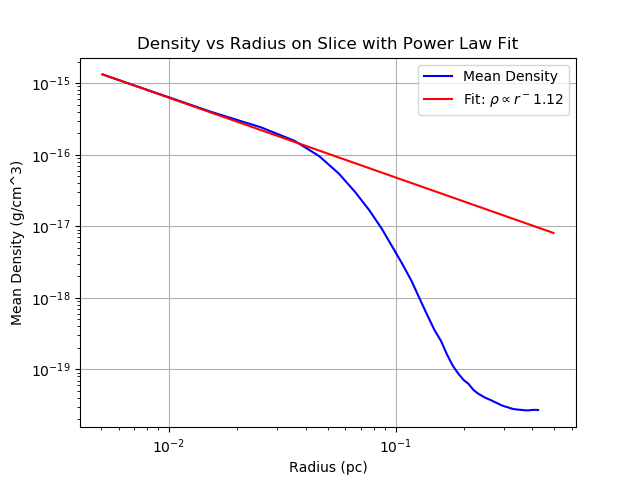 Density vs Radius on Slice with Power Law Fit
Mean Density
Fit: ρ ∝ r⁻1.12
Mean Density (g/cm^3)
10⁻¹⁵
10⁻¹⁶
10⁻¹⁷
10⁻¹⁸
10⁻¹⁹
10⁻²
10⁻¹
Radius (pc)